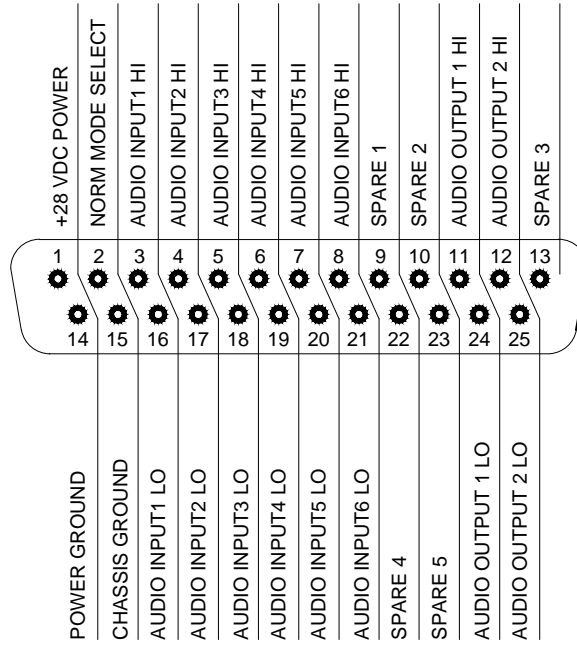 +28 VDC POWER
NORM MODE SELECT
AUDIO INPUT1 HI
AUDIO INPUT2 HI
AUDIO INPUT3 HI
AUDIO INPUT4 HI
AUDIO INPUT5 HI
AUDIO INPUT6 HI
SPARE 1
SPARE 2
AUDIO OUTPUT 1 HI
AUDIO OUTPUT 2 HI
SPARE 3
1 2 3 4 5 6 7 8 9 10 11 12 13
14 15 16 17 18 19 20 21 22 23 24 25
POWER GROUND
CHASSIS GROUND
AUDIO INPUT1 LO
AUDIO INPUT2 LO
AUDIO INPUT3 LO
AUDIO INPUT4 LO
AUDIO INPUT5 LO
AUDIO INPUT6 LO
SPARE 4
SPARE 5
AUDIO OUTPUT 1 LO
AUDIO OUTPUT 2 LO